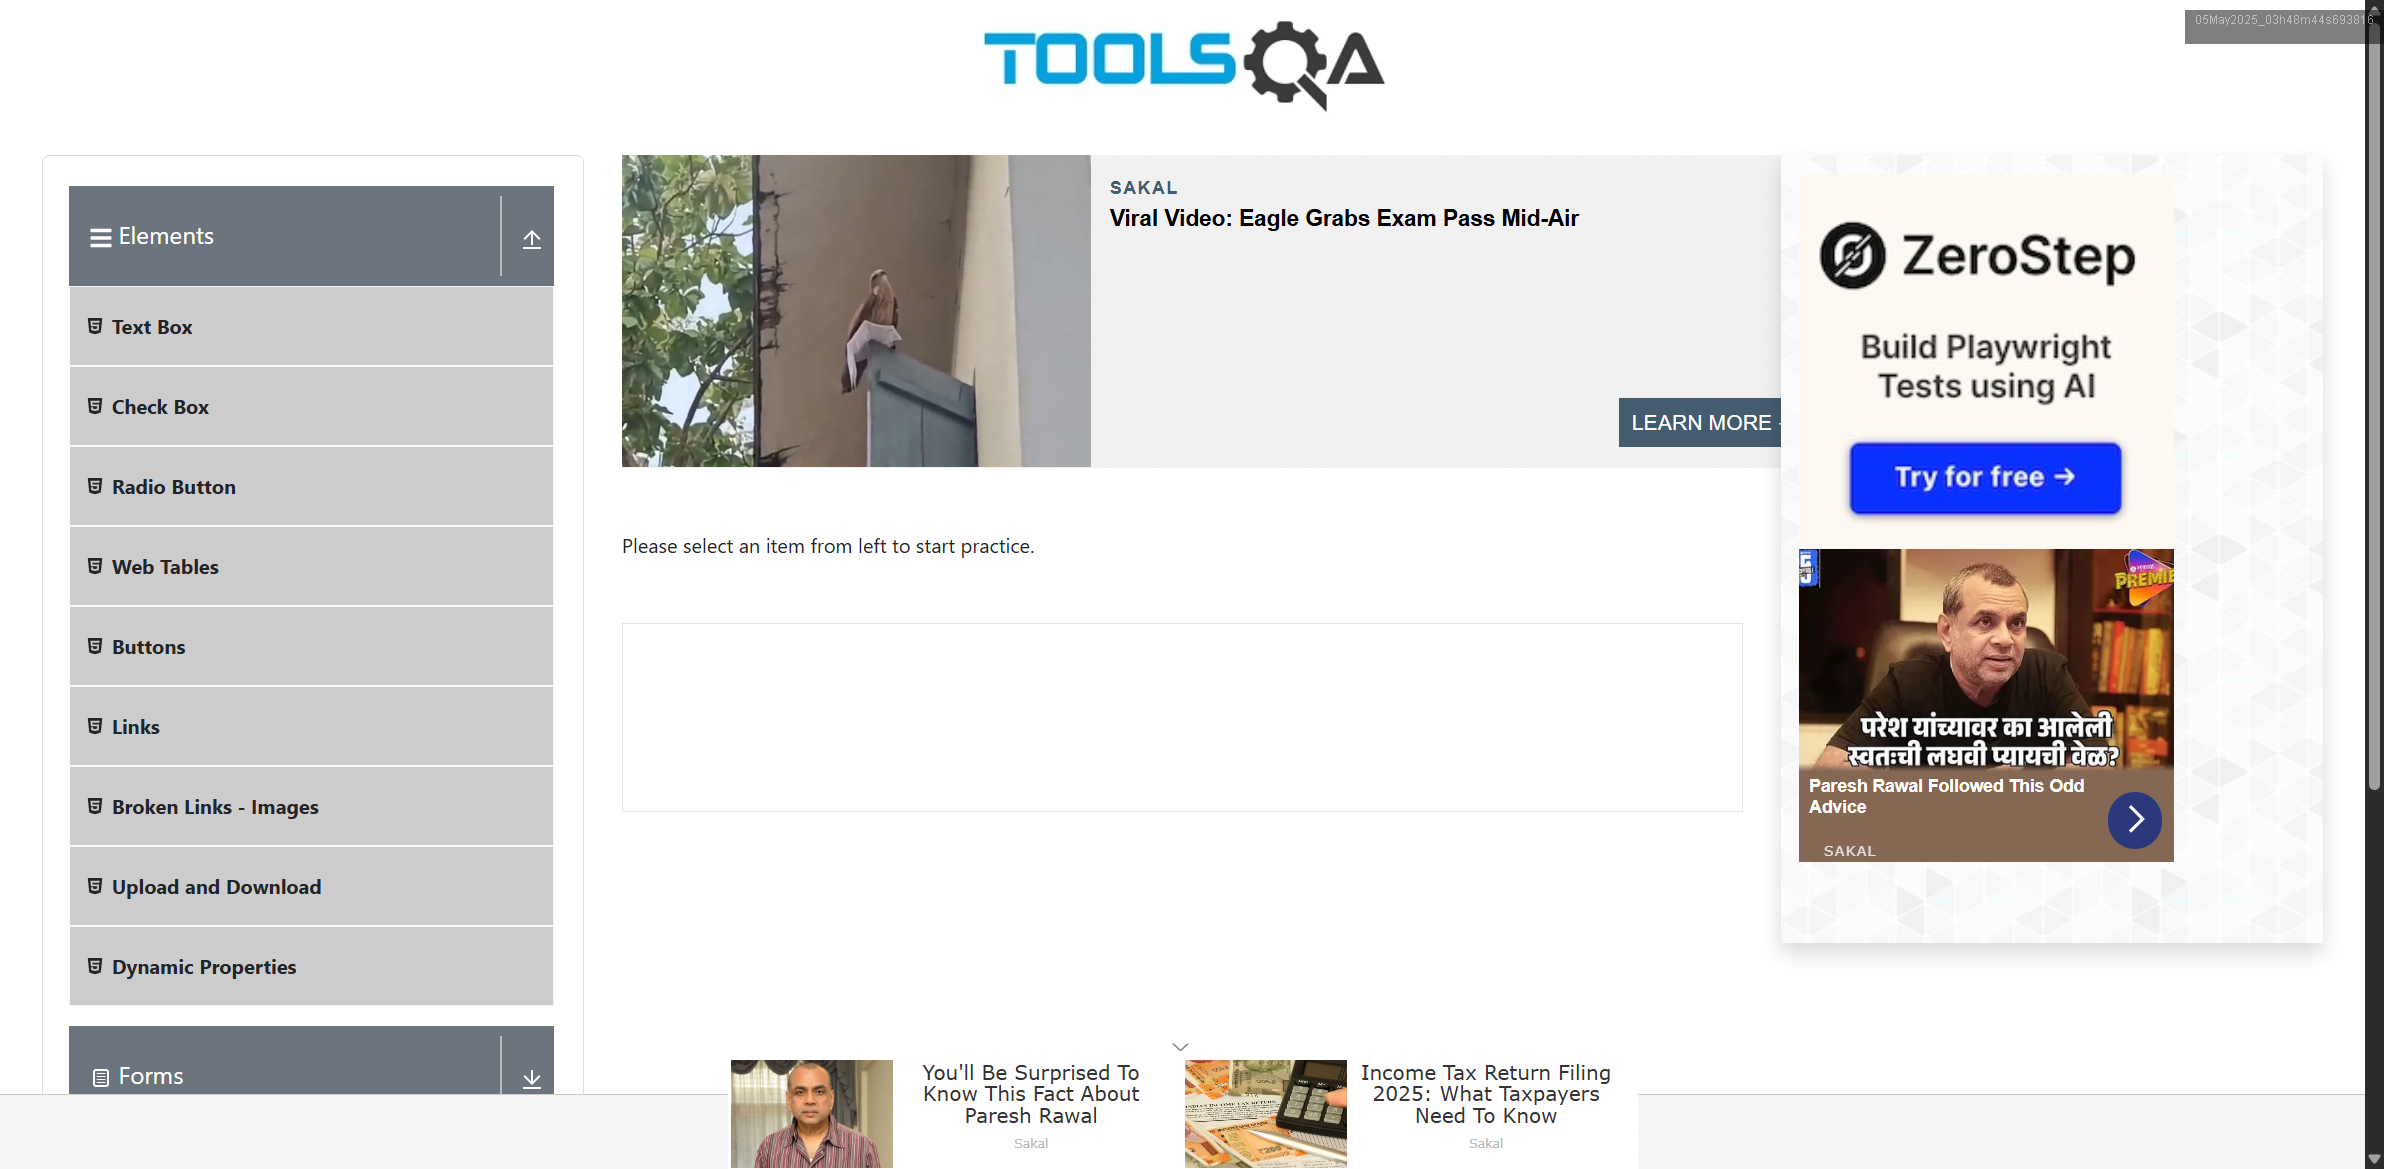 TOOLSQA
05May2025_03h48m44s693816
Elements
Text Box
Check Box
Radio Button
Web Tables
Buttons
Links
Broken Links - Images
Upload and Download
Dynamic Properties
Forms
SAKAL
Viral Video: Eagle Grabs Exam Pass Mid-Air
LEARN MORE
Please select an item from left to start practice.
ZeroStep
Build Playwright
Tests using AI
Try for free →
5
PREMIE
परेश यांच्यावर का आलेली
स्वतःची लघवी प्यायची वेळ?
Paresh Rawal Followed This Odd
Advice
SAKAL
You'll Be Surprised To
Know This Fact About
Paresh Rawal
Sakal
Income Tax Return Filing
2025: What Taxpayers
Need To Know
Sakal